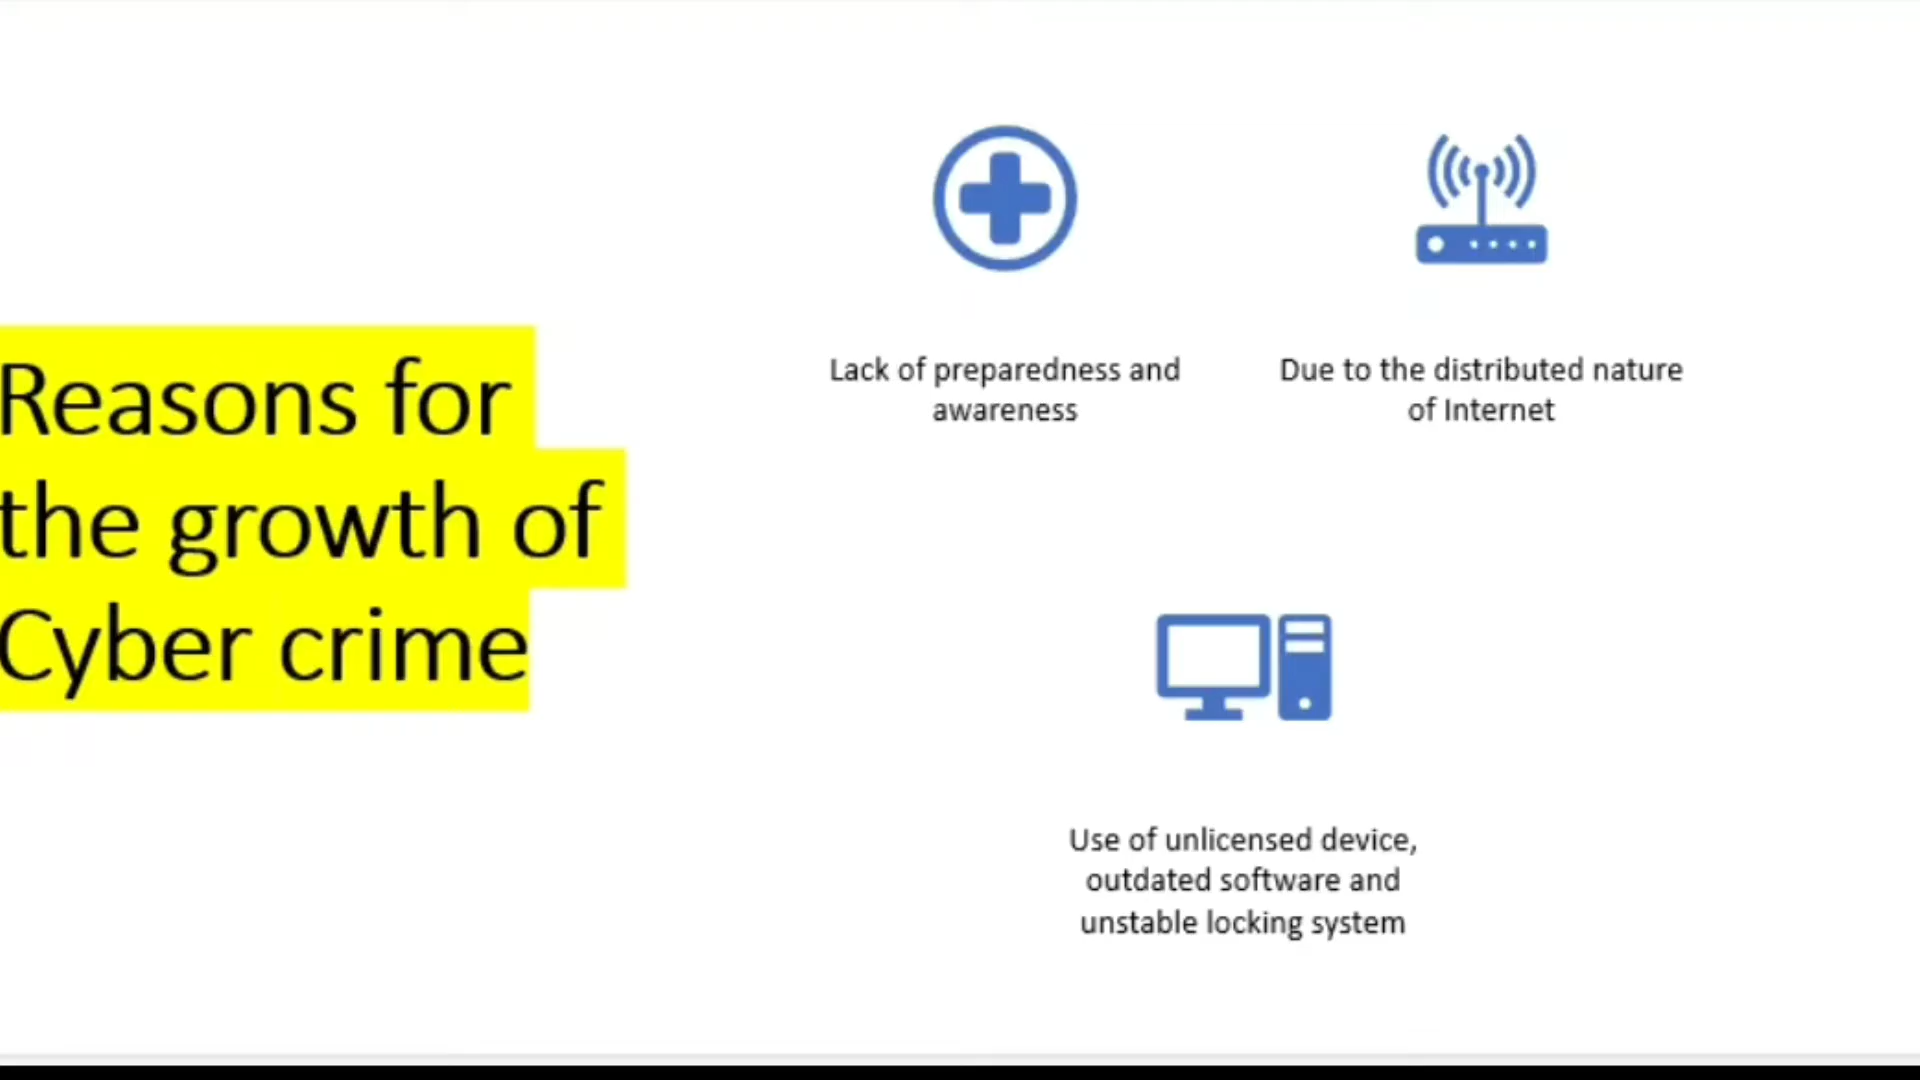 Reasons for
the growth of
Cyber crime
Lack of preparedness and
awareness
Due to the distributed nature
of Internet
Use of unlicensed device,
outdated software and
unstable locking system